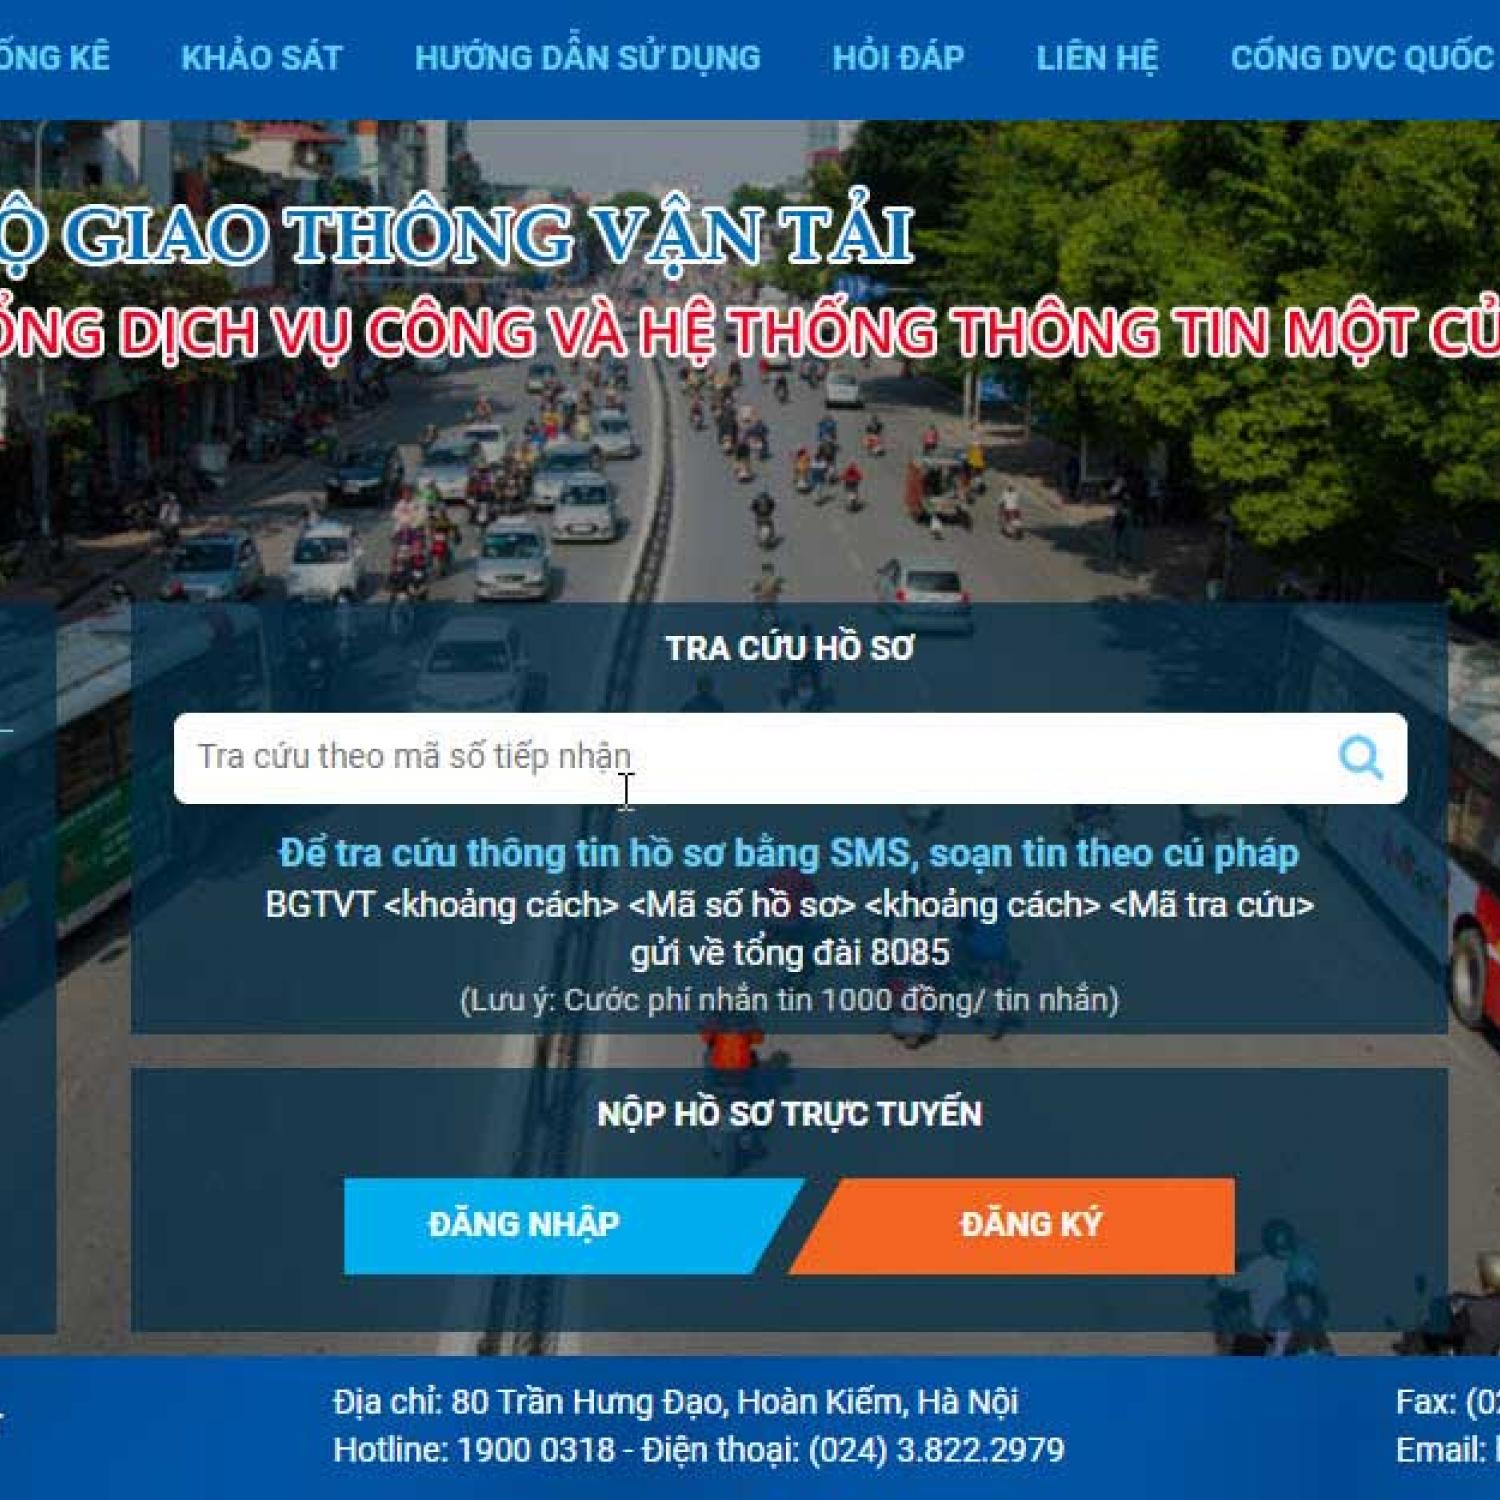 ỐNG KÊ KHẢO SÁT HƯỚNG DẪN SỬ DỤNG HỎI ĐÁP LIÊN HỆ CỔNG DVC QUỐC
Ộ GIAO THÔNG VẬN TẢI
ỔNG DỊCH VỤ CÔNG VÀ HỆ THỐNG THÔNG TIN MỘT CỬ
TRA CỨU HỒ SƠ
Tra cứu theo mã số tiếp nhận
Để tra cứu thông tin hồ sơ bằng SMS, soạn tin theo cú pháp
BGTVT <khoảng cách> <Mã số hồ sơ> <khoảng cách> <Mã tra cứu>
gửi về tổng đài 8085
(Lưu ý: Cước phí nhắn tin 1000 đồng/ tin nhắn)
NỘP HỒ SƠ TRỰC TUYẾN
ĐĂNG NHẬP ĐĂNG KÝ
Địa chỉ: 80 Trần Hưng Đạo, Hoàn Kiếm, Hà Nội
Fax: (02
Hotline: 1900 0318 - Điện thoại: (024) 3.822.2979
Email: